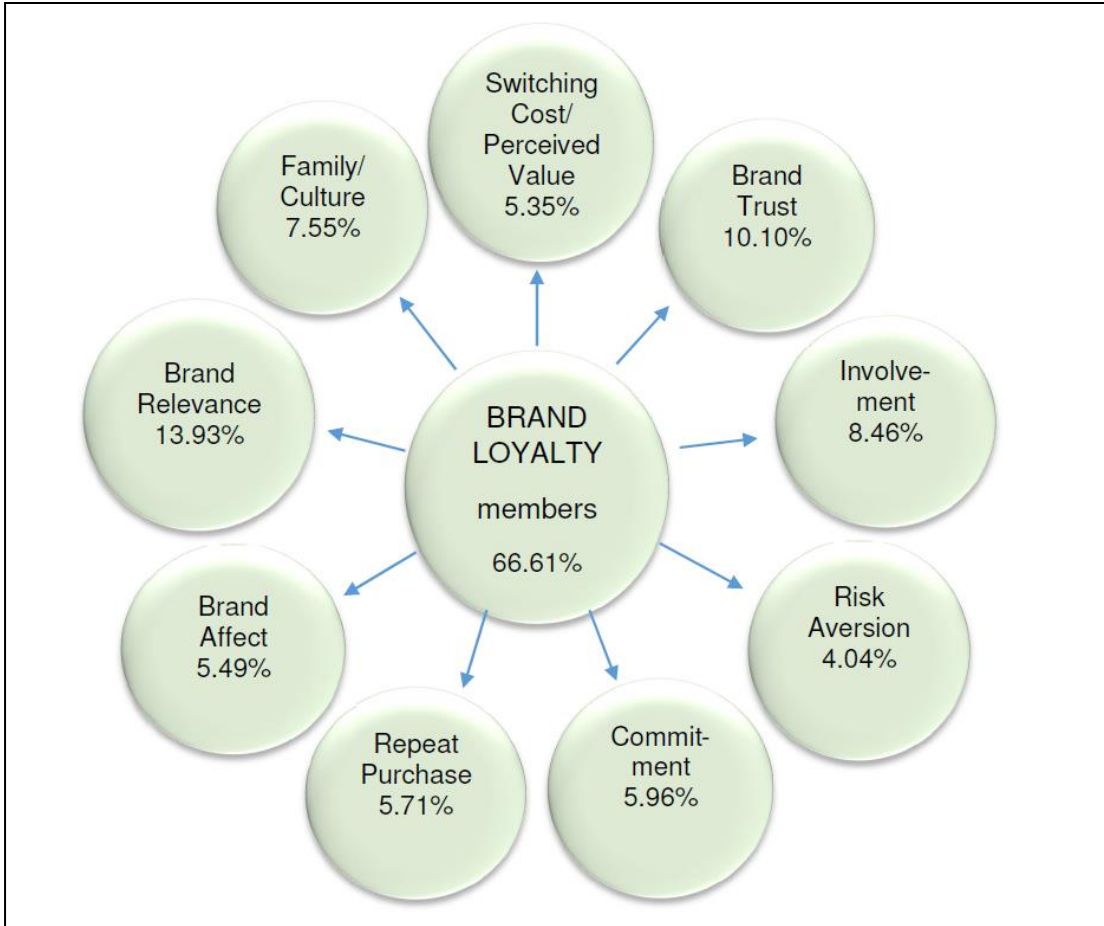 Switching
Cost/
Perceived
Value
5.35%
Family/
Culture
7.55%
Brand
Trust
10.10%
Brand
Relevance
13.93%
BRAND
LOYALTY
members
66.61%
Involve-
ment
8.46%
Brand
Affect
5.49%
Risk
Aversion
4.04%
Repeat
Purchase
5.71%
Commit-
ment
5.96%